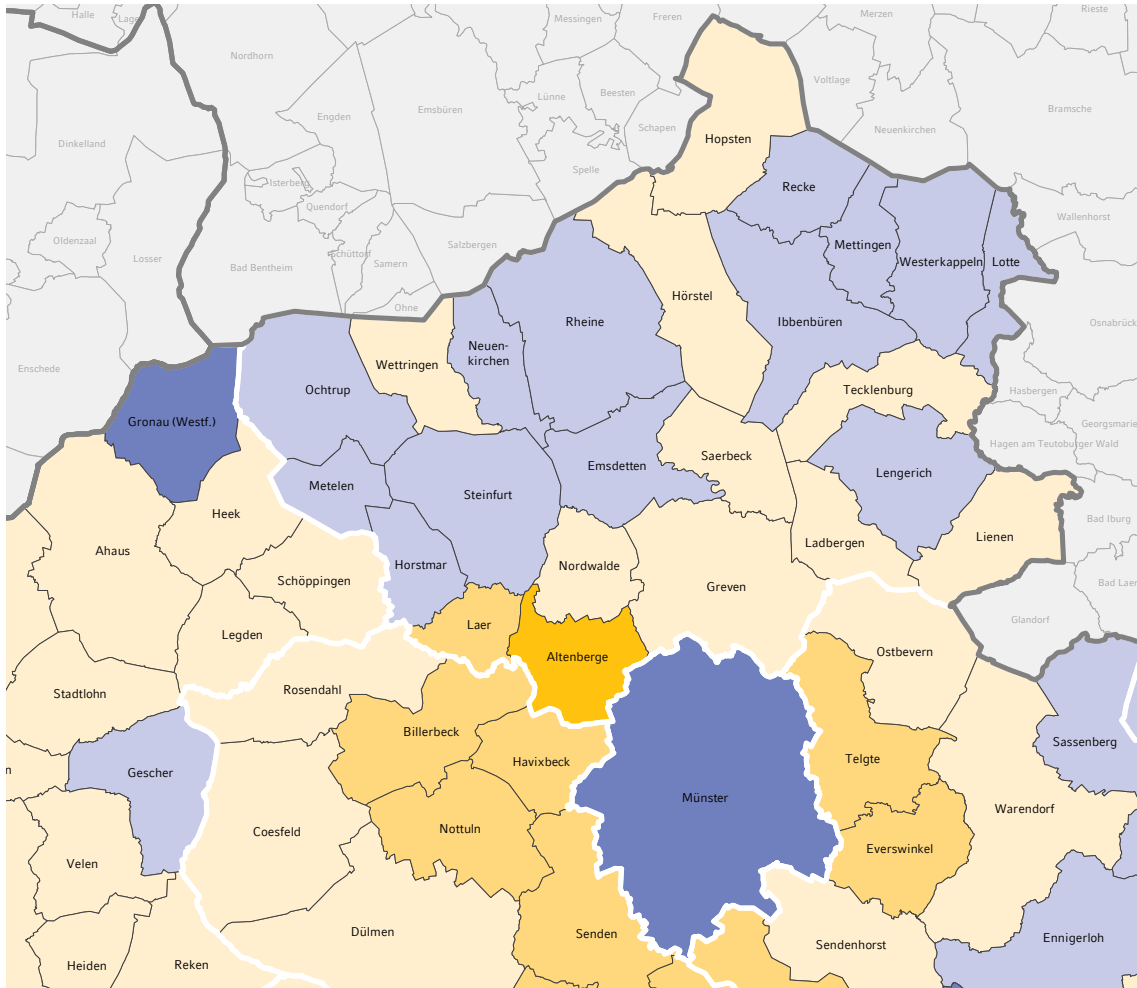 Halle
Lage
Messingen
Freren
Merzen
Rieste
Nordhorn
Voltlage
Lünne
Beesten
Emsbüren
Bramsche
Engden
Schapen
Neuenkirchen
Dinkelland
Hopsten
Spelle
Isterberg
Recke
Quendorf
Wallenhorst
Oldenzaal
Salzbergen
Mettingen
Losser
Schüttorf
Samern
Westerkappeln
Lotte
Bad Bentheim
Hörstel
Ohne
Rheine
Ibbenbüren
Osnabrück
Neuen-
kirchen
Wettringen
Enschede
Ochtrup
Tecklenburg
Hasbergen
Gronau (Westf.)
Georgsmarie
Hagen am Teutoburger Wald
Saerbeck
Emsdetten
Lengerich
Metelen
Steinfurt
Heek
Bad Iburg
Lienen
Ladbergen
Ahaus
Horstmar
Nordwalde
Schöppingen
Greven
Bad Laer
Glandorf
Laer
Legden
Ostbevern
Altenberge
Rosendahl
Stadtlohn
Billerbeck
Sassenberg
Telgte
Havixbeck
n
Gescher
Münster
Warendorf
Nottuln
Coesfeld
Everswinkel
Velen
Dülmen
Senden
Ennigerloh
Sendenhorst
Heiden
Reken